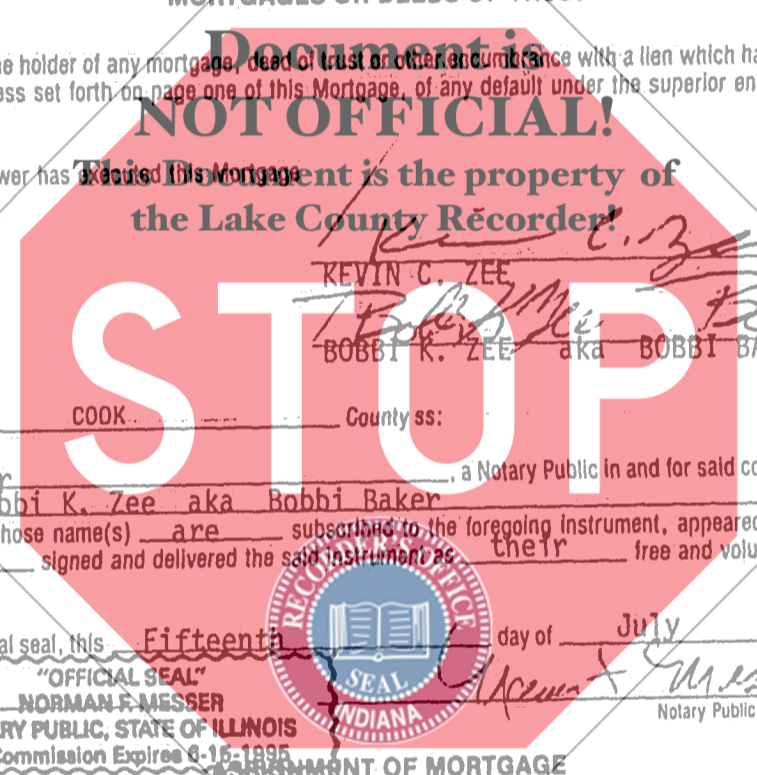 MORTGAGES OR DEEDS OF TRUST
Document is
e holder of any mortgage, deed of trust or other encumbrance with a lien which ha
ess set forth on page one of this Mortgage, of any default under the superior en
NOT OFFICIAL!
wer has executed this Mortgage
This Document is the property of
the Lake County Recorder!
KEVIN C. ZEE
BOBBI K. ZEE aka BOBBI BA
STOP
COOK County ss:
, a Notary Public in and for said co
bbi K. Zee aka Bobbi Baker
hose name(s) are subscribed to the foregoing instrument, appeared
signed and delivered the said instrument as their free and volu
RECORDER'S OFFICE
SEAL
INDIANA
al seal, this Fifteenth day of July
"OFFICIAL SEAL"
NORMAN F. MESSER
RY PUBLIC, STATE OF ILLINOIS
Commission Expires 6-16-1995
Notary Public
ASSIGNMENT OF MORTGAGE